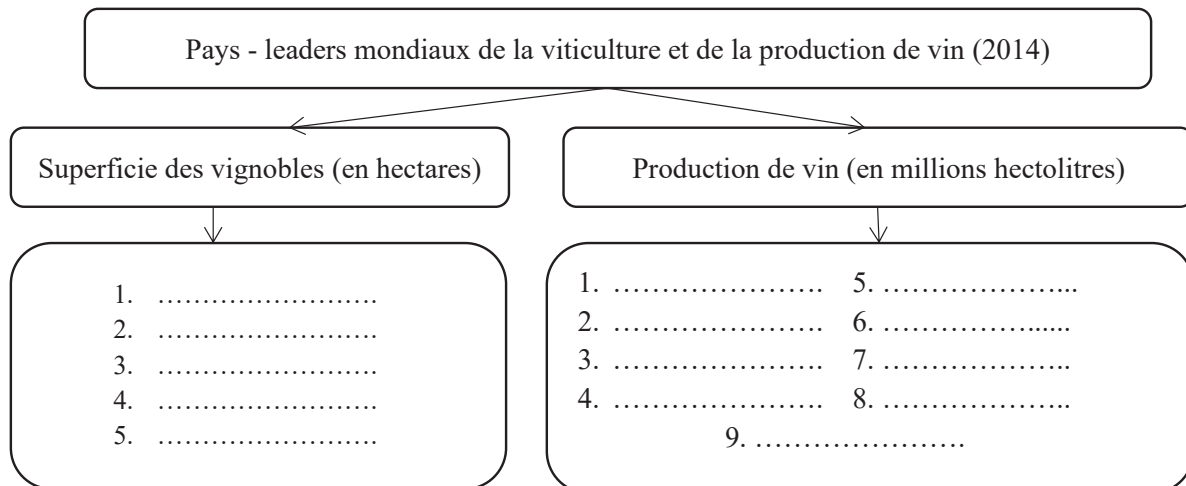 Pays - leaders mondiaux de la viticulture et de la production de vin (2014)
Superficie des vignobles (en hectares)
Production de vin (en millions hectolitres)
1. …………………….
2. …………………….
3. …………………….
4. …………………….
5. …………………….
1. ………………….. 5. ………………...
2. ………………….. 6. ……………......
3. ………………….. 7. ………………..
4. ………………….. 8. ………………..
9. ………………….